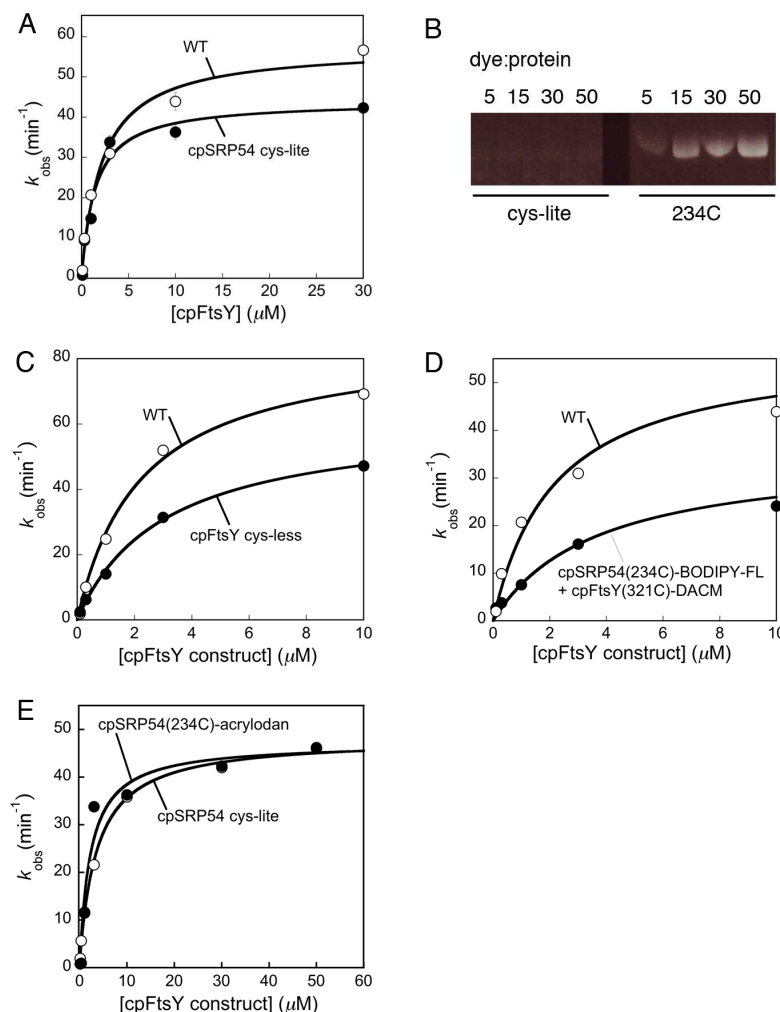 A
k_obs (min⁻¹)
60
50
40
30
20
10
0
WT
cpSRP54 cys-lite
0 5 10 15 20 25 30
[cpFtsY] (µM)
B
dye:protein
5 15 30 50 5 15 30 50
cys-lite 234C
C
k_obs (min⁻¹)
80
60
40
20
0
WT
cpFtsY cys-less
0 2 4 6 8 10
[cpFtsY construct] (µM)
D
k_obs (min⁻¹)
50
40
30
20
10
0
WT
cpSRP54(234C)-BODIPY-FL
+ cpFtsY(321C)-DACM
0 2 4 6 8 10
[cpFtsY construct] (µM)
E
k_obs (min⁻¹)
50
40
30
20
10
0
cpSRP54(234C)-acrylodan
cpSRP54 cys-lite
0 10 20 30 40 50 60
[cpFtsY construct] (µM)